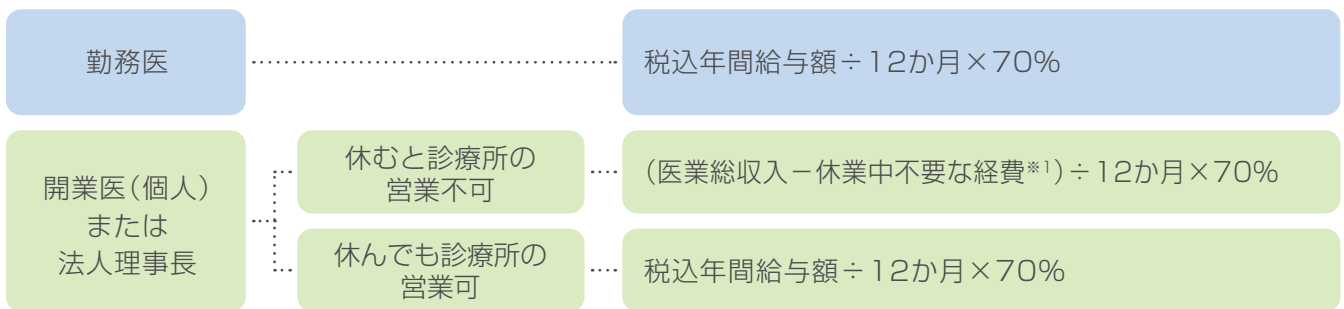 勤務医
税込年間給与額÷12か月×70%
開業医（個人）
または
法人理事長
休むと診療所の
営業不可
（医業総収入－休業中不要な経費※1）÷12か月×70%
休んでも診療所の
営業可
税込年間給与額÷12か月×70%